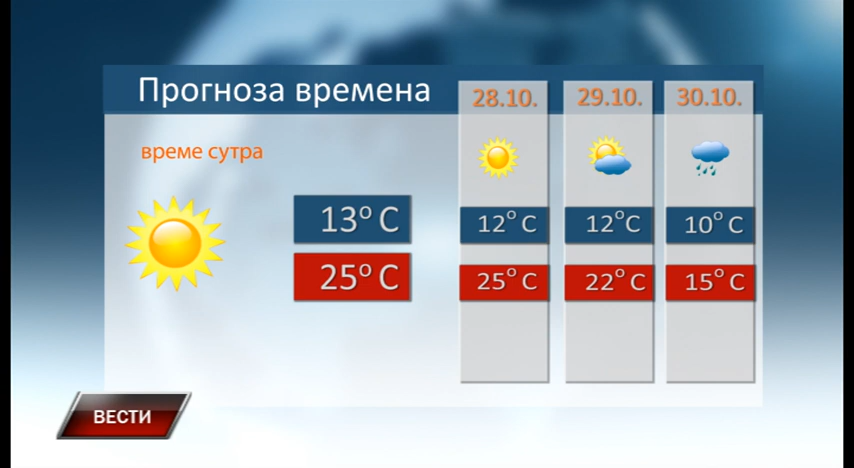 Прогноза времена
28.10. 29.10. 30.10.
време сутра
13° C
12° C 12°C 10° C
25° C
25° C 22° C 15° C
ВЕСТИ